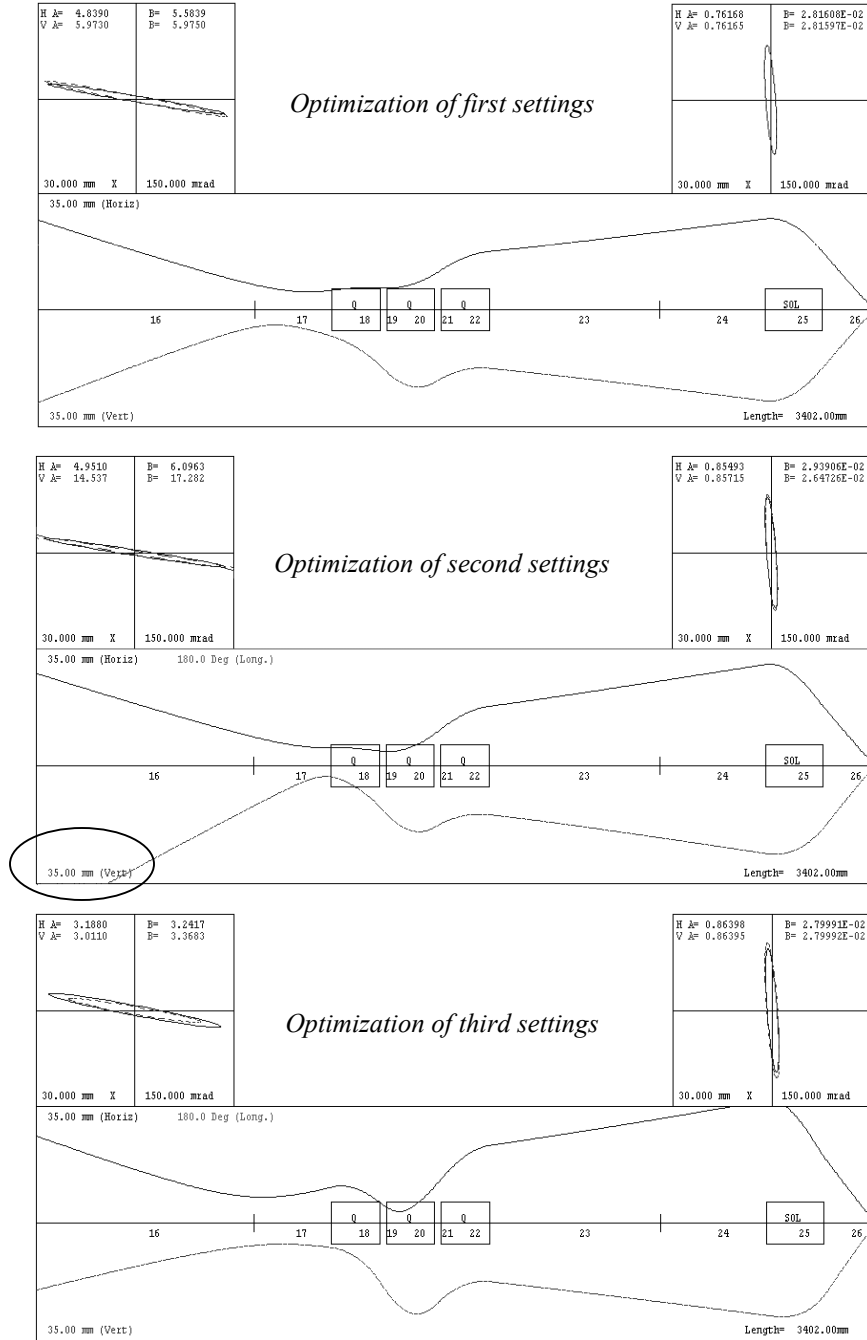 H A= 4.8390 B= 5.5839
V A= 5.9730 B= 5.9750
H A= 0.76168 B= 2.81608E-02
V A= 0.76165 B= 2.81597E-02
Optimization of first settings
30.000 mm X 150.000 mrad
30.000 mm X 150.000 mrad
35.00 mm (Horiz)
Q Q Q SOL
16 17 18 19 20 21 22 23 24 25 26
35.00 mm (Vert) Length= 3402.00mm
H A= 4.9510 B= 6.0963
V A= 14.537 B= 17.282
H A= 0.85493 B= 2.93906E-02
V A= 0.85715 B= 2.64726E-02
Optimization of second settings
30.000 mm X 150.000 mrad
30.000 mm X 150.000 mrad
35.00 mm (Horiz) 180.0 Deg (Long.)
Q Q Q SOL
16 17 18 19 20 21 22 23 24 25 26
35.00 mm (Vert) Length= 3402.00mm
H A= 3.1880 B= 3.2417
V A= 3.0110 B= 3.3683
H A= 0.86398 B= 2.79991E-02
V A= 0.86395 B= 2.79992E-02
Optimization of third settings
30.000 mm X 150.000 mrad
30.000 mm X 150.000 mrad
35.00 mm (Horiz) 180.0 Deg (Long.)
Q Q Q SOL
16 17 18 19 20 21 22 23 24 25 26
35.00 mm (Vert) Length= 3402.00mm